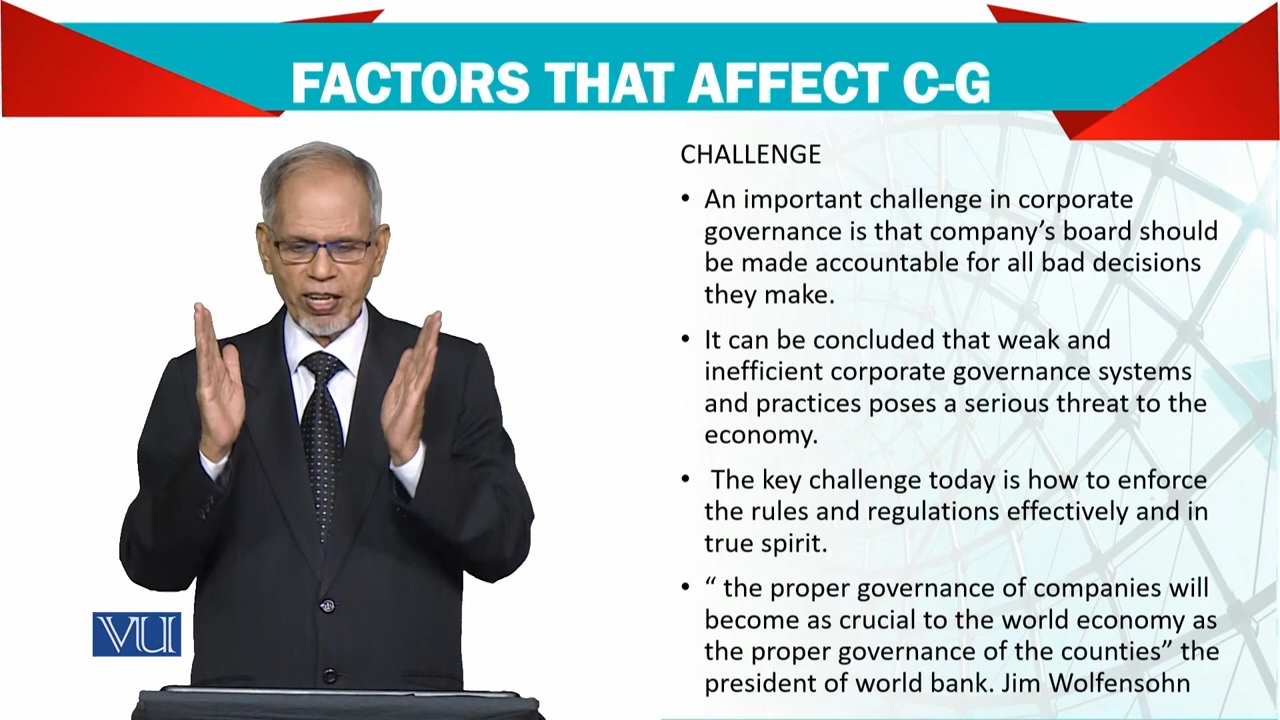 FACTORS THAT AFFECT C-G
CHALLENGE
• An important challenge in corporate
governance is that company's board should
be made accountable for all bad decisions
they make.
• It can be concluded that weak and
inefficient corporate governance systems
and practices poses a serious threat to the
economy.
• The key challenge today is how to enforce
the rules and regulations effectively and in
true spirit.
• “ the proper governance of companies will
become as crucial to the world economy as
the proper governance of the counties” the
president of world bank. Jim Wolfensohn
VU